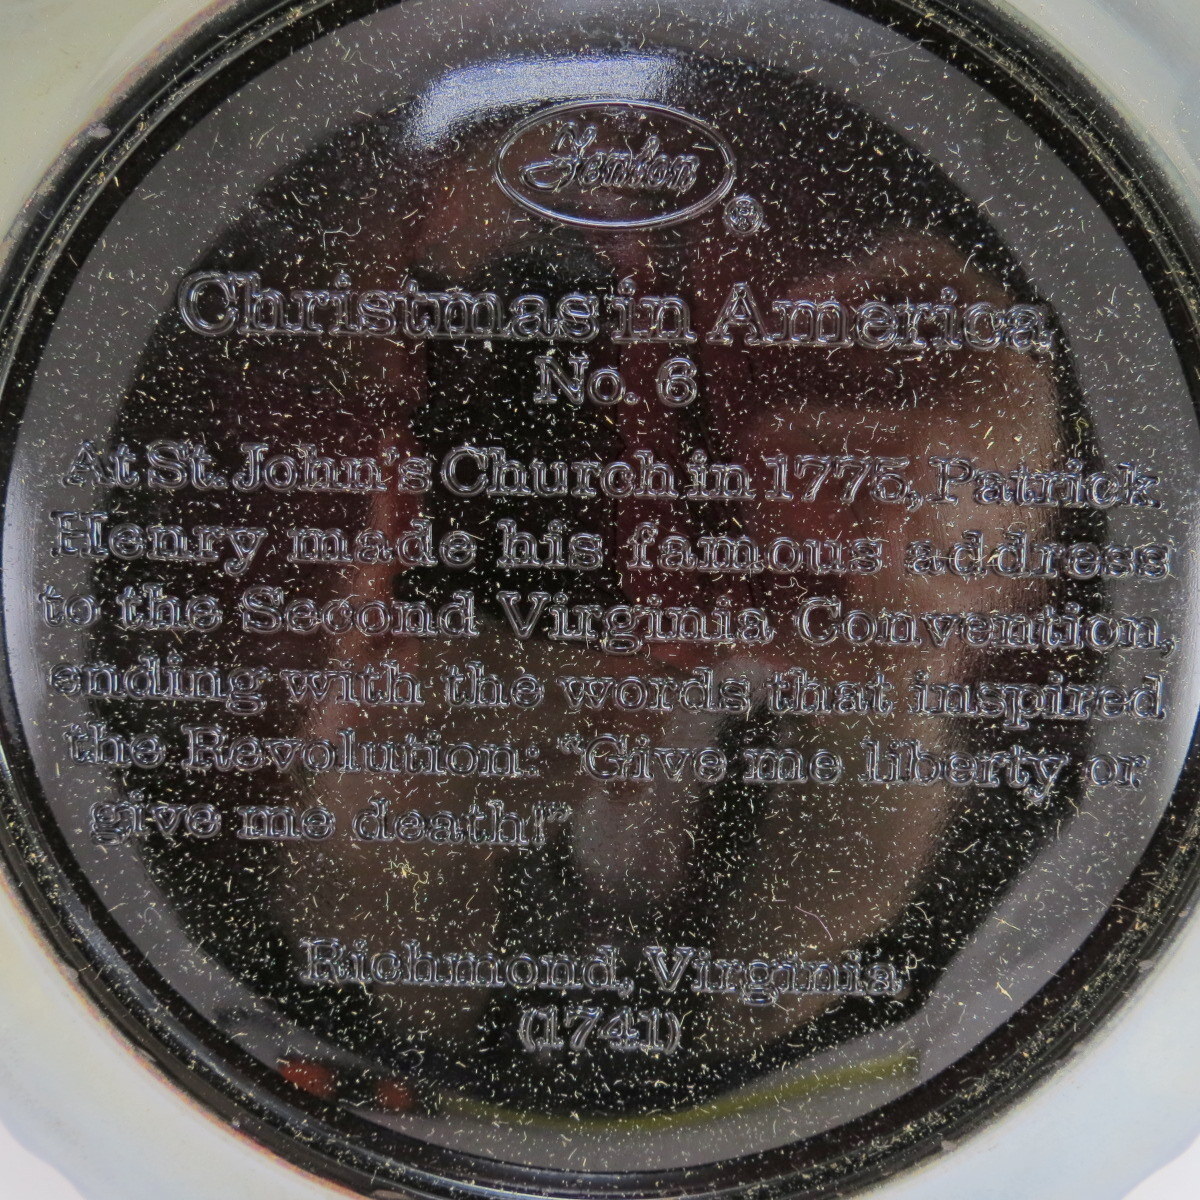 Fenton
®
Christmas in America
No. 6
At St. John's Church in 1775, Patrick
Henry made his famous address
to the Second Virginia Convention,
ending with the words that inspired
the Revolution: "Give me liberty or
give me death!"
Richmond, Virginia
(1741)